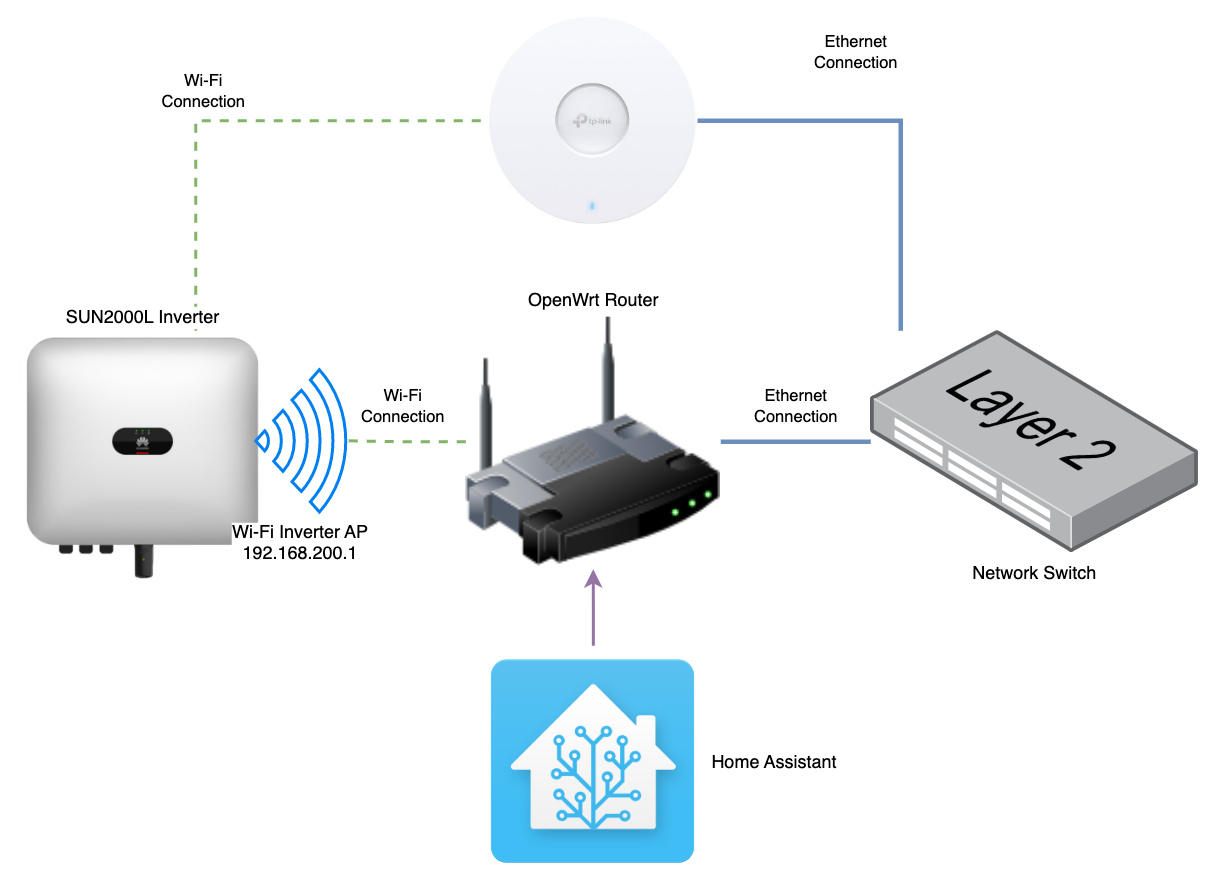 Ethernet
Connection
Wi-Fi
Connection
tp-link
OpenWrt Router
SUN2000L Inverter
Wi-Fi
Connection
Ethernet
Connection
Layer 2
Wi-Fi Inverter AP
192.168.200.1
Network Switch
Home Assistant